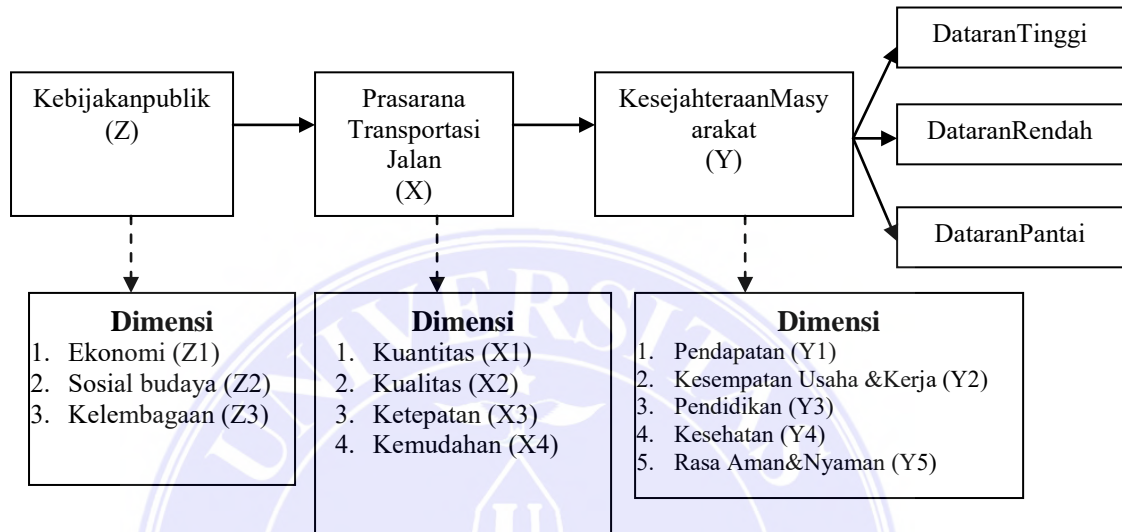 Kebijakanpublik
(Z)
Prasarana
Transportasi
Jalan
(X)
KesejahteraanMasy
arakat
(Y)
DataranTinggi
DataranRendah
DataranPantai
Dimensi
1. Ekonomi (Z1)
2. Sosial budaya (Z2)
3. Kelembagaan (Z3)
Dimensi
1. Kuantitas (X1)
2. Kualitas (X2)
3. Ketepatan (X3)
4. Kemudahan (X4)
Dimensi
1. Pendapatan (Y1)
2. Kesempatan Usaha &Kerja (Y2)
3. Pendidikan (Y3)
4. Kesehatan (Y4)
5. Rasa Aman&Nyaman (Y5)
UNIVERSITAS